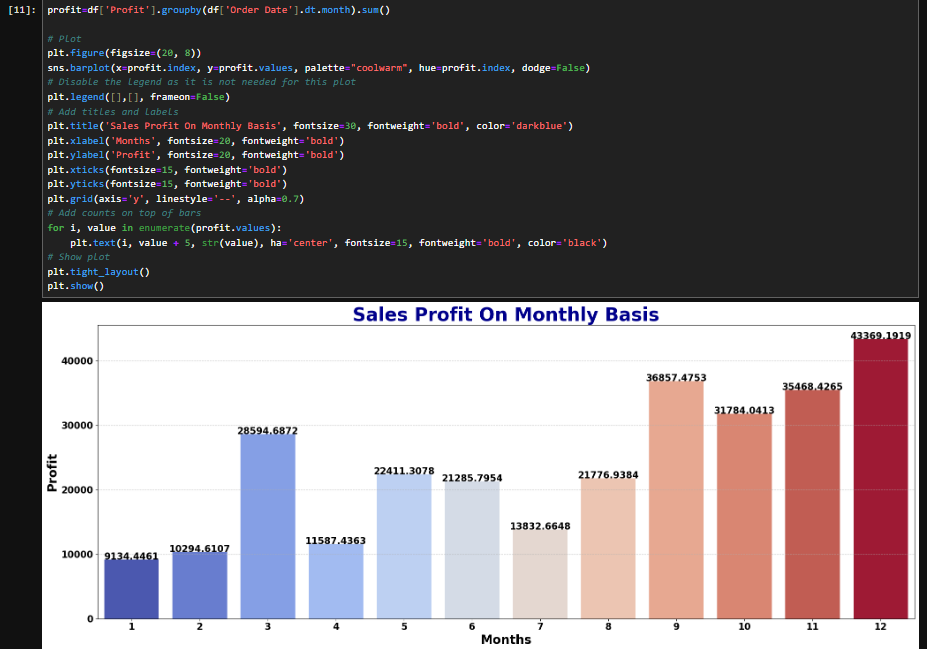 [11]: profit=df['Profit'].groupby(df['Order Date'].dt.month).sum()
# Plot
plt.figure(figsize=(20, 8))
sns.barplot(x=profit.index, y=profit.values, palette="coolwarm", hue=profit.index, dodge=False)
# Disable the legend as it is not needed for this plot
plt.legend([],[], frameon=False)
# Add titles and labels
plt.title('Sales Profit On Monthly Basis', fontsize=30, fontweight='bold', color='darkblue')
plt.xlabel('Months', fontsize=20, fontweight='bold')
plt.ylabel('Profit', fontsize=20, fontweight='bold')
plt.xticks(fontsize=15, fontweight='bold')
plt.yticks(fontsize=15, fontweight='bold')
plt.grid(axis='y', linestyle='--', alpha=0.7)
# Add counts on top of bars
for i, value in enumerate(profit.values):
    plt.text(i, value + 5, str(value), ha='center', fontsize=15, fontweight='bold', color='black')
# Show plot
plt.tight_layout()
plt.show()
Sales Profit On Monthly Basis
43369.1919
40000
36857.4753
35468.4265
31784.0413
30000
28594.6872
22411.3078
21285.7954
21776.9384
20000
13832.6648
11587.4363
10294.6107
9134.4461
10000
0
Profit
1 2 3 4 5 6 7 8 9 10 11 12
Months